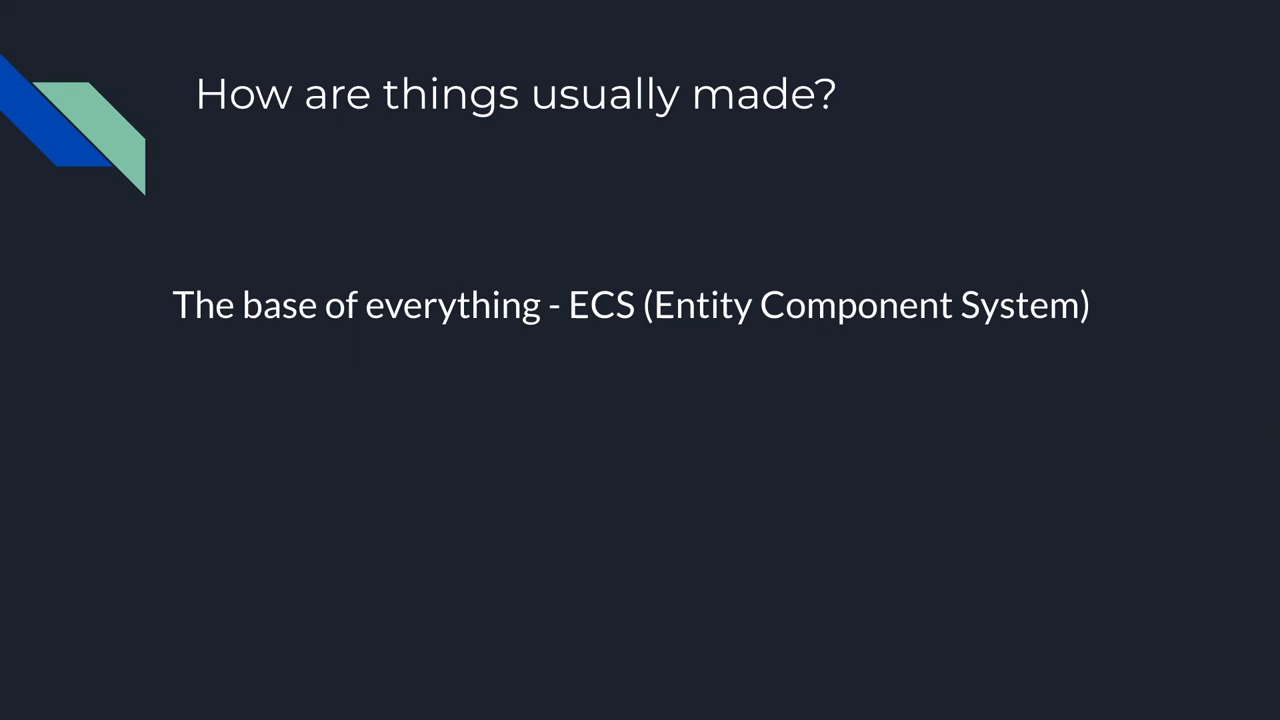 How are things usually made?
The base of everything - ECS (Entity Component System)